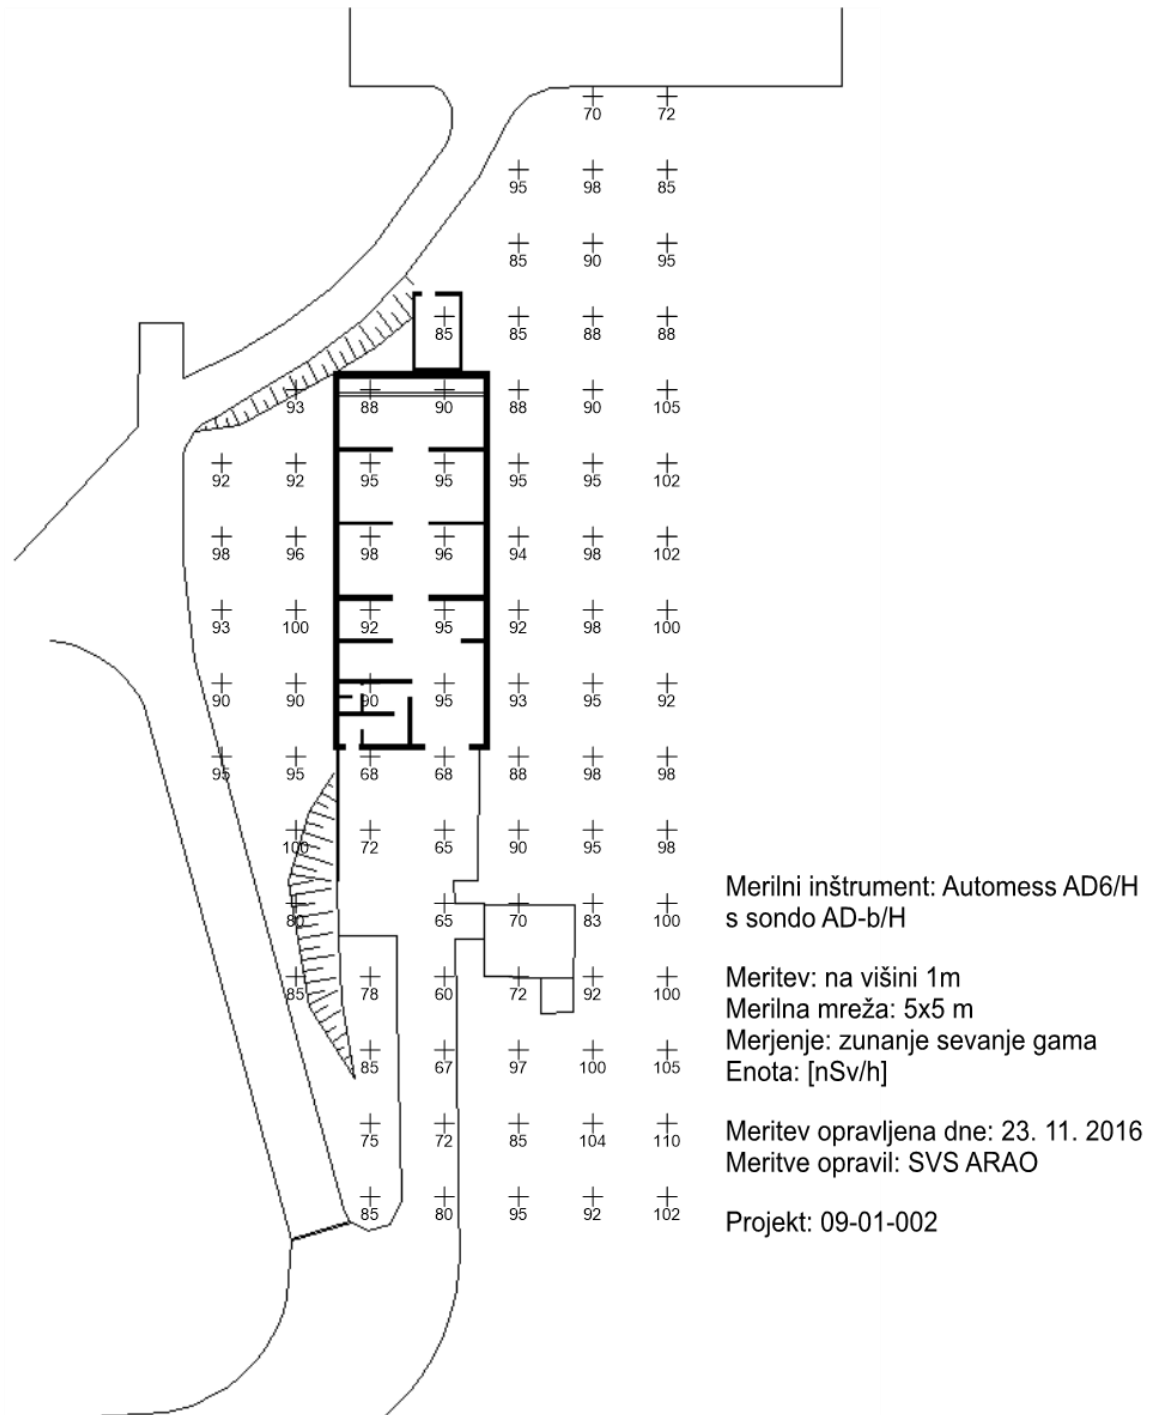 70 72
95 98 85
85 90 95
85 85 88 88
93 88 90 88 90 105
92 92 95 95 95 95 102
98 96 98 96 94 98 102
93 100 92 95 92 98 100
90 90 90 95 93 95 92
95 95 68 68 88 98 98
100 72 65 90 95 98
80 65 70 83 100
85 78 60 72 92 100
85 67 97 100 105
75 72 85 104 110
85 80 95 92 102
Merilni inštrument: Automess AD6/H
s sondo AD-b/H
Meritev: na višini 1m
Merilna mreža: 5x5 m
Merjenje: zunanje sevanje gama
Enota: [nSv/h]
Meritev opravljena dne: 23. 11. 2016
Meritve opravil: SVS ARAO
Projekt: 09-01-002